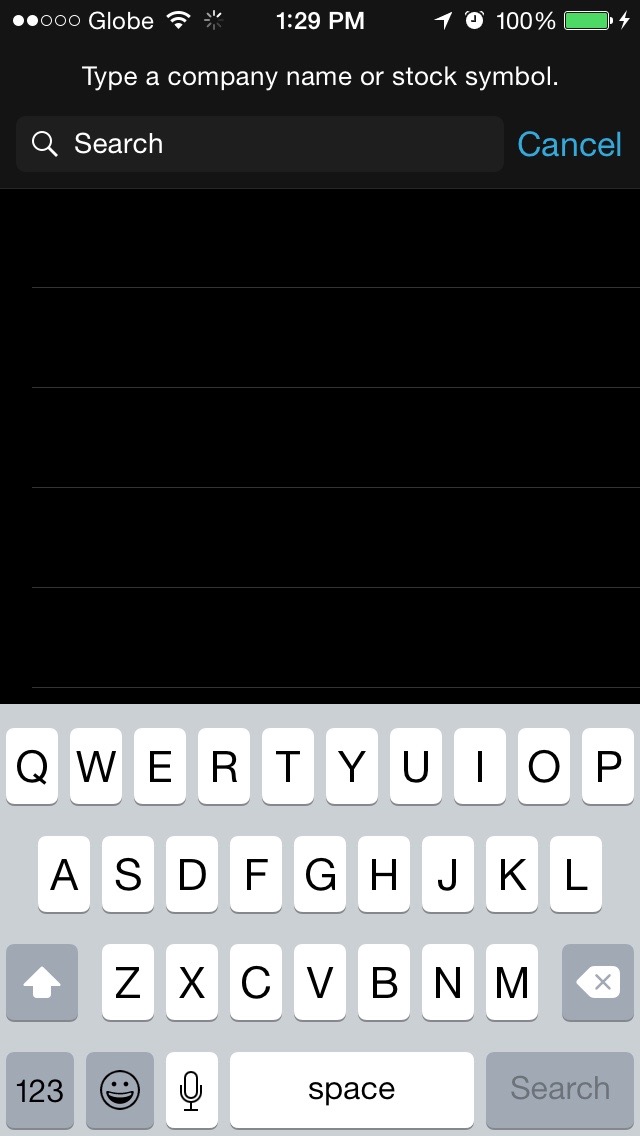 Globe 1:29 PM 100%
Type a company name or stock symbol.
Search Cancel
Q W E R T Y U I O P
A S D F G H J K L
Z X C V B N M
123 space Search